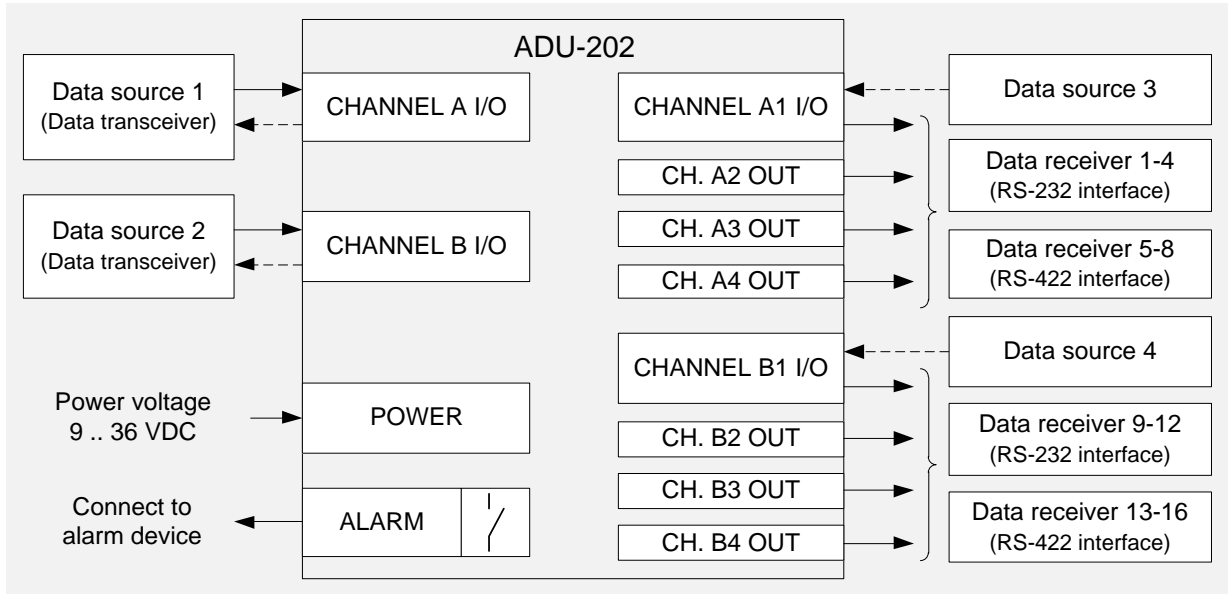 ADU-202
Data source 1
(Data transceiver)
CHANNEL A I/O
Data source 2
(Data transceiver)
CHANNEL B I/O
Power voltage
9 .. 36 VDC
POWER
Connect to
alarm device
ALARM
CHANNEL A1 I/O
CH. A2 OUT
CH. A3 OUT
CH. A4 OUT
CHANNEL B1 I/O
CH. B2 OUT
CH. B3 OUT
CH. B4 OUT
Data source 3
Data receiver 1-4
(RS-232 interface)
Data receiver 5-8
(RS-422 interface)
Data source 4
Data receiver 9-12
(RS-232 interface)
Data receiver 13-16
(RS-422 interface)